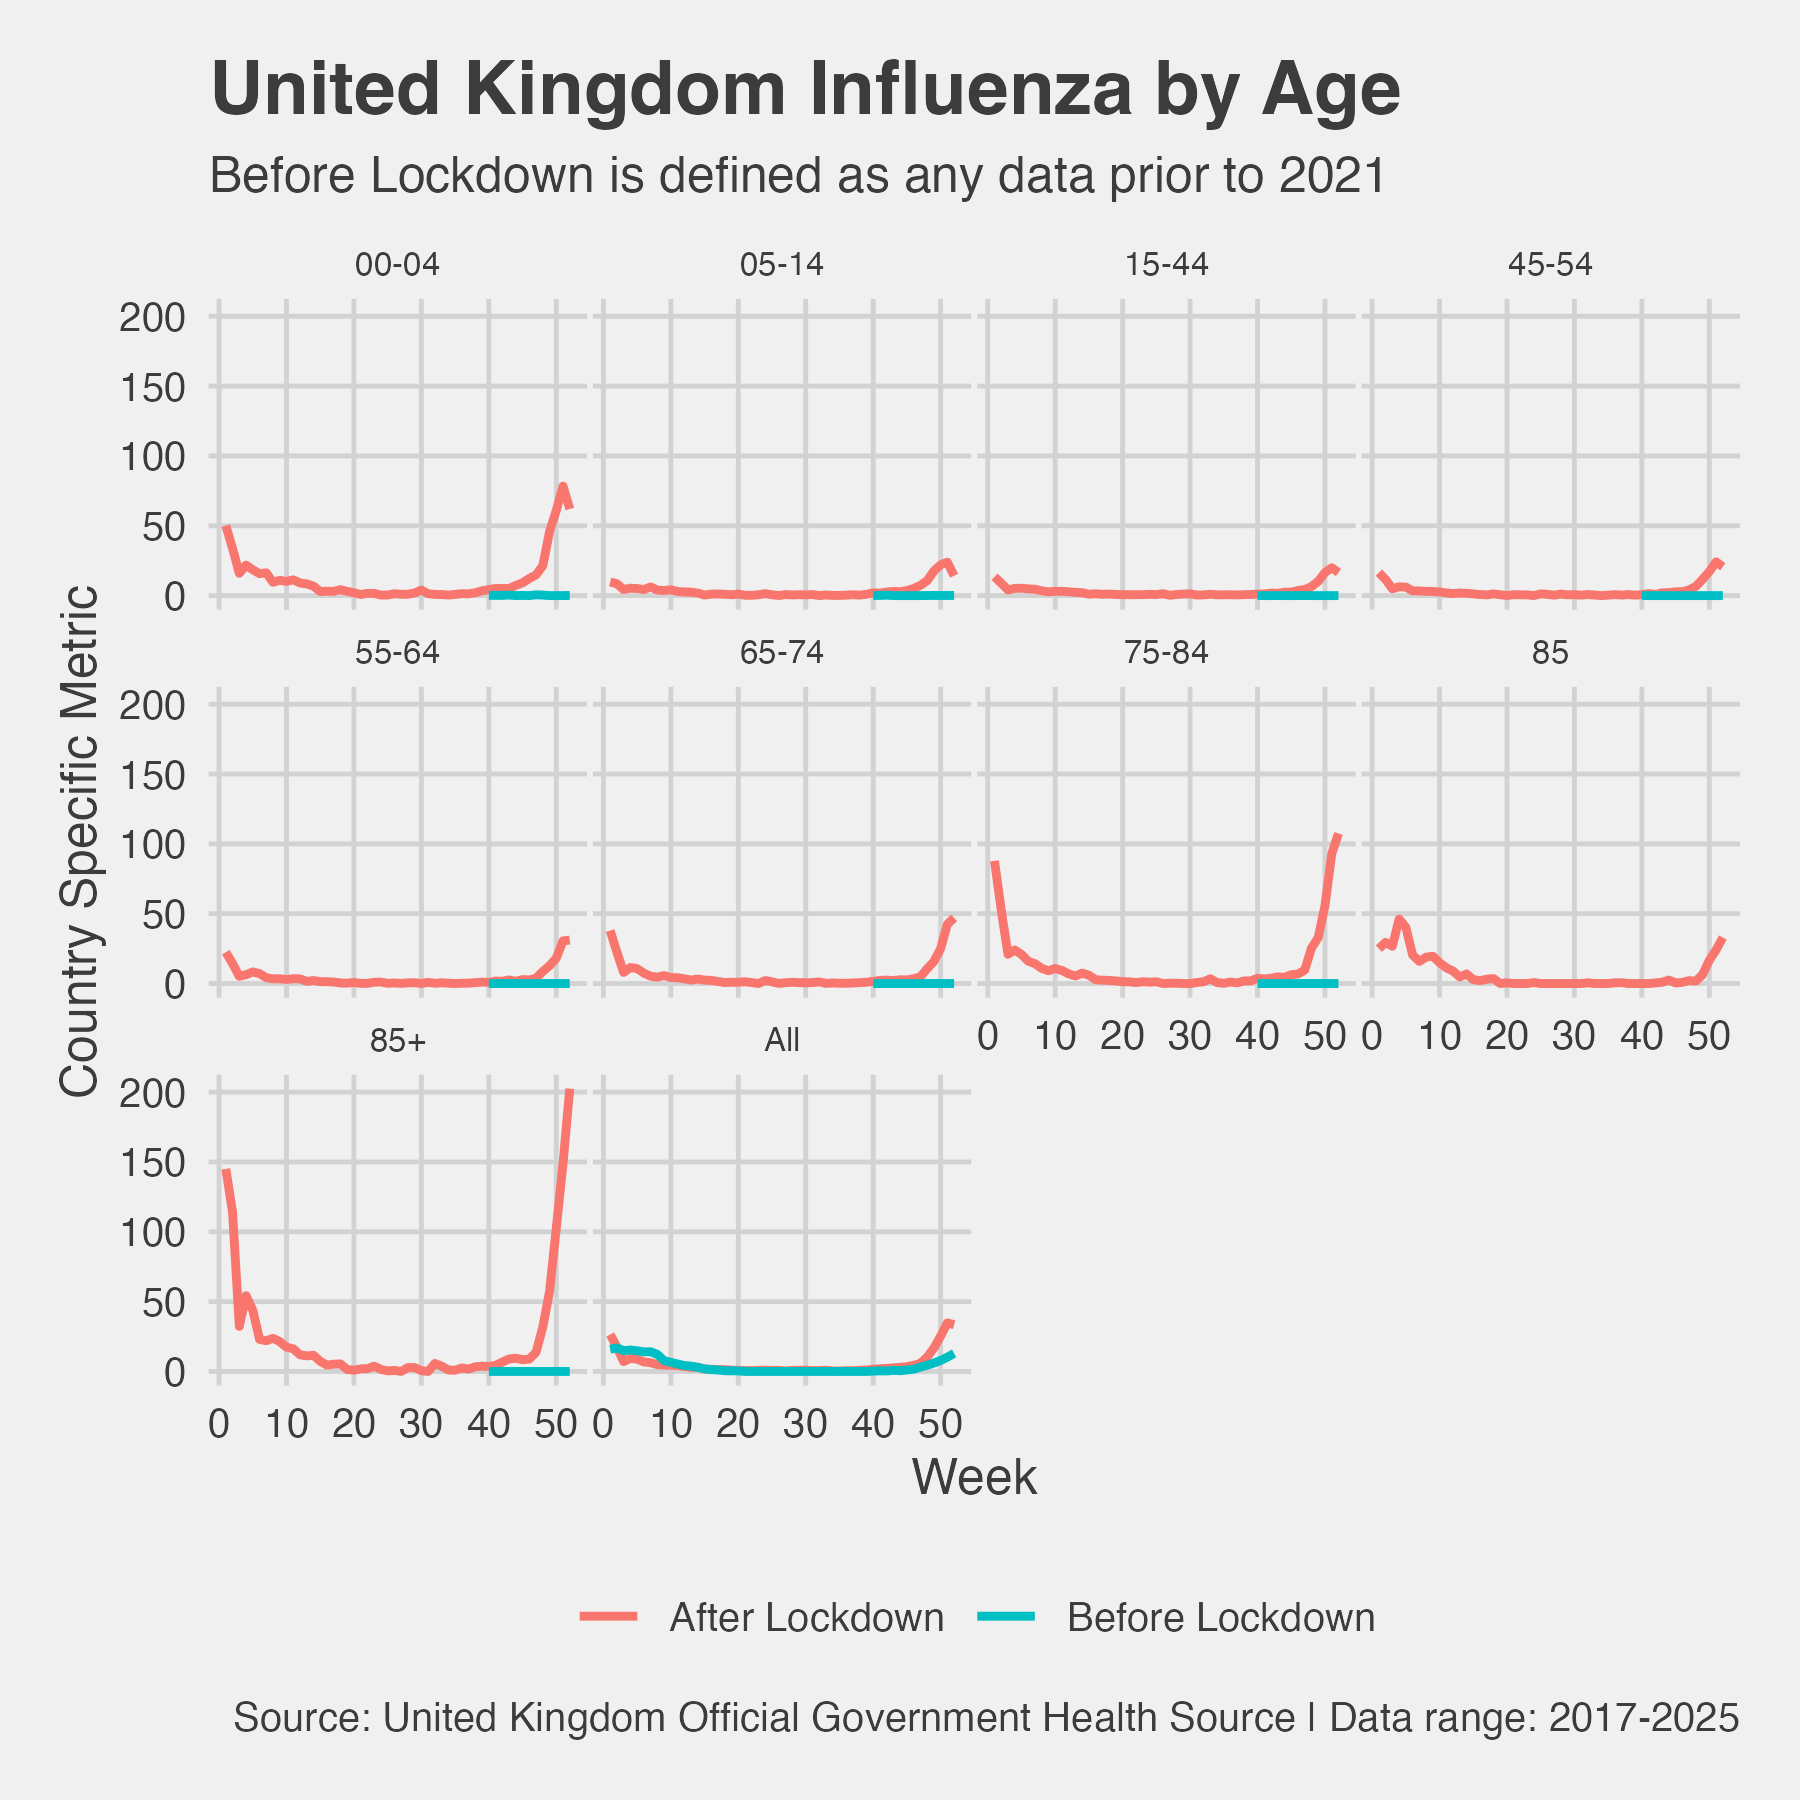 United Kingdom Influenza by Age
Before Lockdown is defined as any data prior to 2021
00-04 05-14 15-44 45-54
200
150
100
50
0
55-64 65-74 75-84 85
200
150
100
50
0
0 10 20 30 40 50 0 10 20 30 40 50
85+ All
200
150
100
50
0
0 10 20 30 40 50 0 10 20 30 40 50
Country Specific Metric
Week
After Lockdown Before Lockdown
Source: United Kingdom Official Government Health Source | Data range: 2017-2025